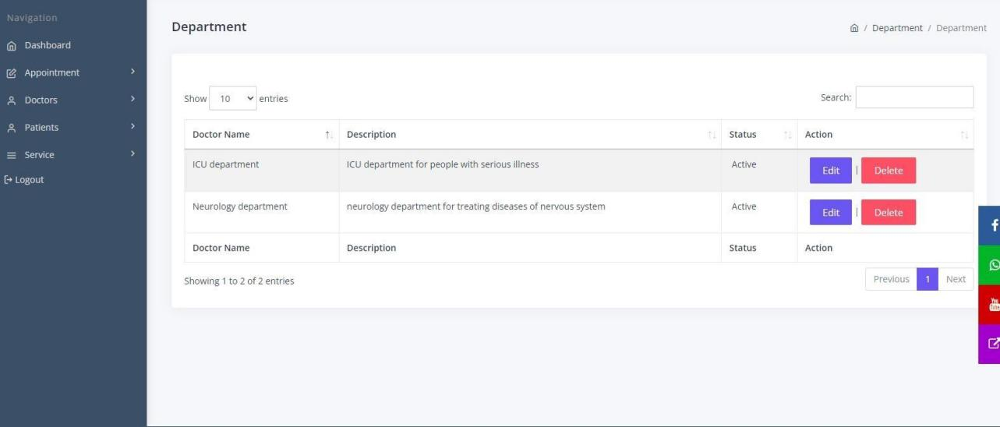 Navigation
Dashboard
Appointment
Doctors
Patients
Service
Logout
Department
/ Department / Department
Show 10 entries
Search:
Doctor Name Description Status Action
ICU department ICU department for people with serious illness Active Edit | Delete
Neurology department neurology department for treating diseases of nervous system Active Edit | Delete
Doctor Name Description Status Action
Showing 1 to 2 of 2 entries
Previous 1 Next
f
You
Tube